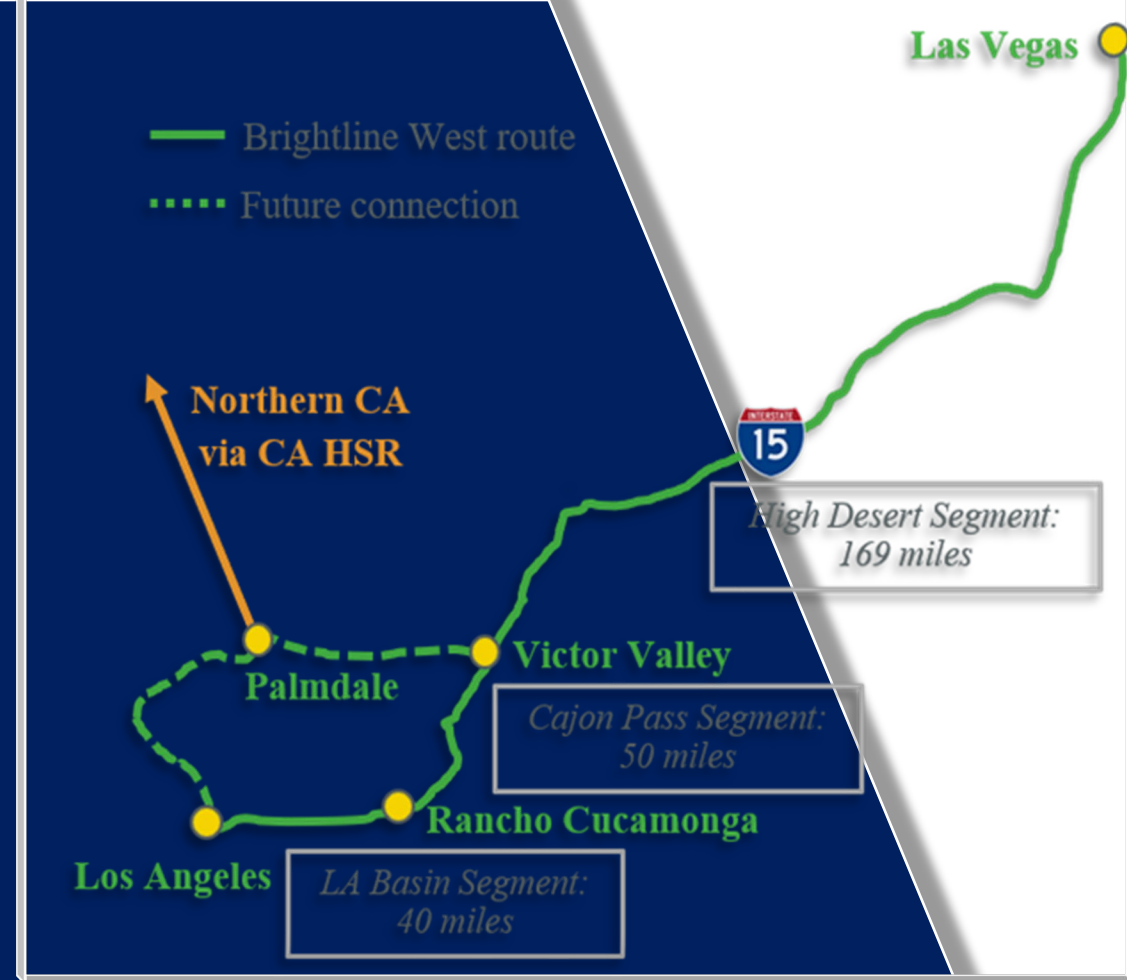 Las Vegas
Brightline West route
Future connection
Northern CA
via CA HSR
INTERSTATE
15
High Desert Segment:
169 miles
Victor Valley
Palmdale
Cajon Pass Segment:
50 miles
Rancho Cucamonga
Los Angeles
LA Basin Segment:
40 miles